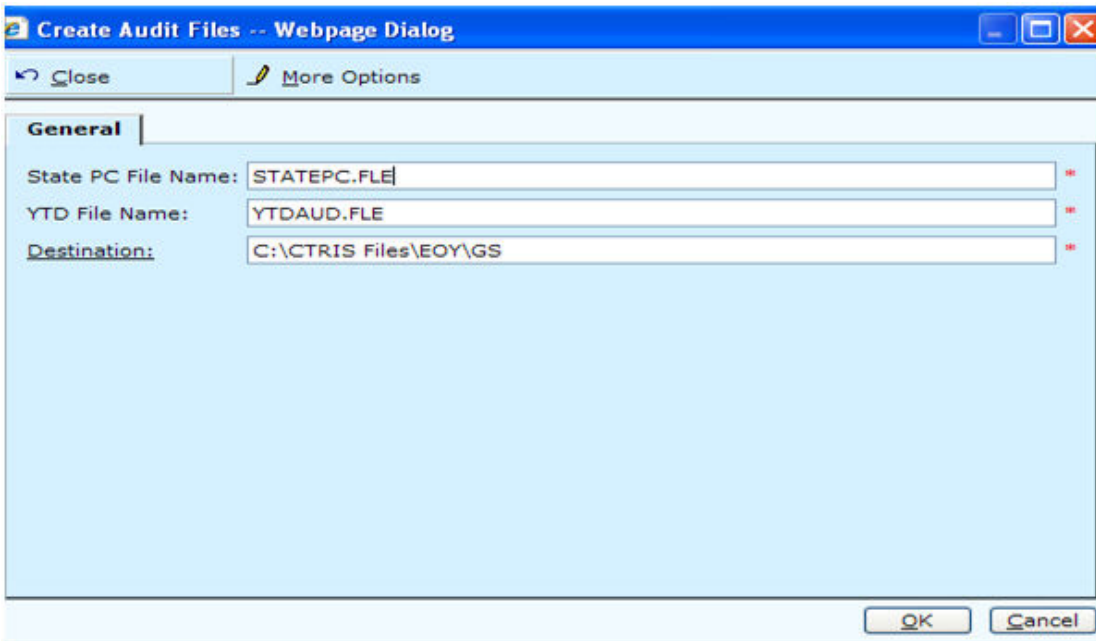 Create Audit Files -- Webpage Dialog
Close More Options
General
State PC File Name: STATEPC.FLE *
YTD File Name: YTDAUD.FLE *
Destination: C:\CTRIS Files\EOY\GS *
OK Cancel